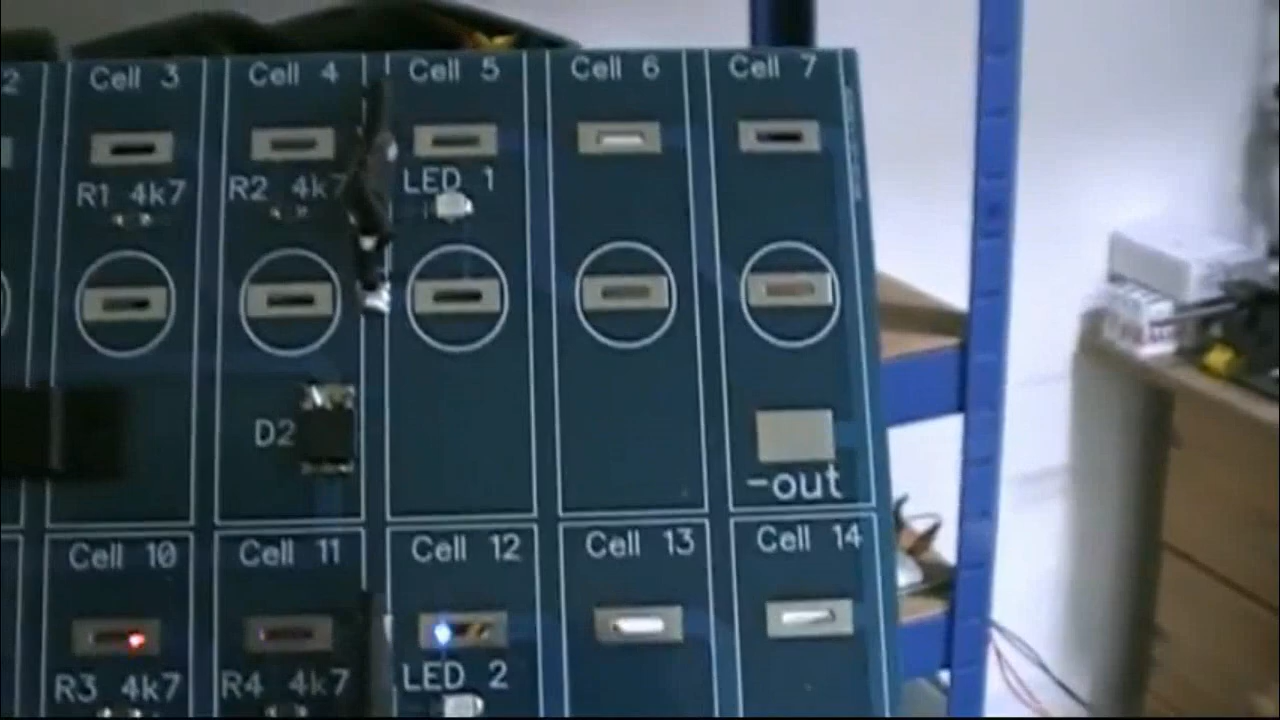 2 Cell 3 Cell 4 Cell 5 Cell 6 Cell 7
R1 4k7 R2 4k7 LED 1
D2
-out
Cell 10 Cell 11 Cell 12 Cell 13 Cell 14
R3 4k7 R4 4k7 LED 2